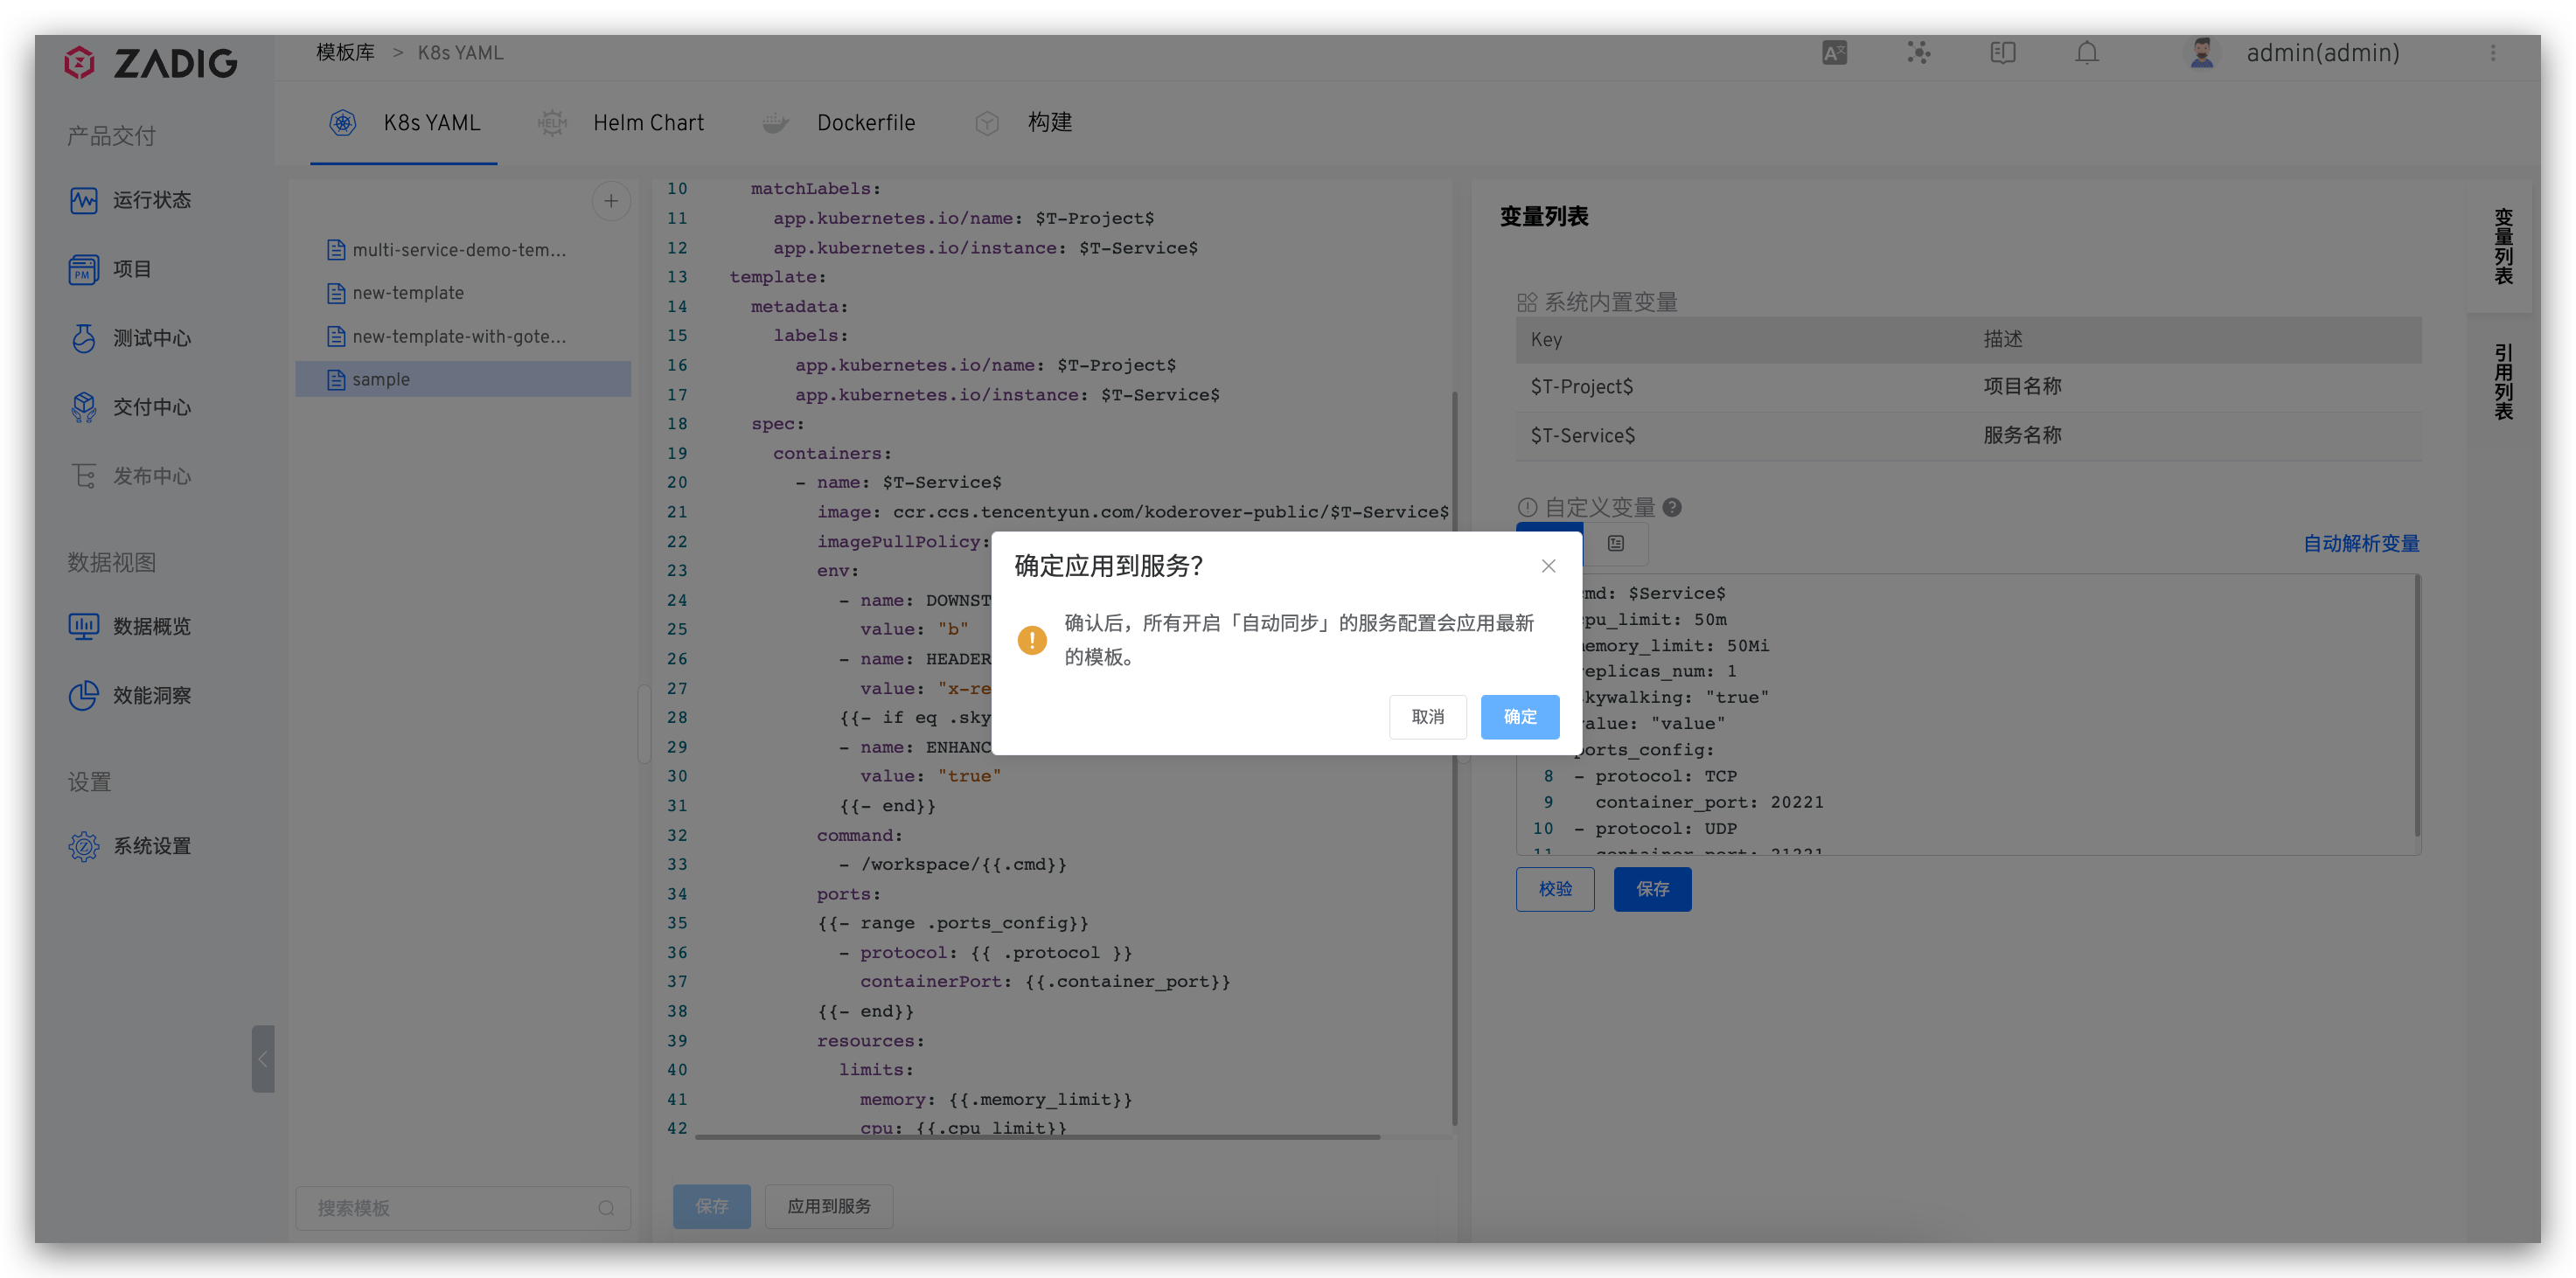 ZADIG
模板库 > K8s YAML
admin(admin)
产品交付
运行状态
项目
测试中心
交付中心
发布中心
数据视图
数据概览
效能洞察
设置
系统设置
K8s YAML
HELM Helm Chart
Dockerfile
构建
multi-service-demo-tem...
new-template
new-template-with-gote...
sample
搜索模板
10 matchLabels:
11 app.kubernetes.io/name: $T-Project$
12 app.kubernetes.io/instance: $T-Service$
13 template:
14 metadata:
15 labels:
16 app.kubernetes.io/name: $T-Project$
17 app.kubernetes.io/instance: $T-Service$
18 spec:
19 containers:
20 - name: $T-Service$
21 image: ccr.ccs.tencentyun.com/koderover-public/$T-Service$
22 imagePullPolicy:
23 env:
24 - name: DOWNST
25 value: "b"
26 - name: HEADER
27 value: "x-re
28 {{- if eq .sky
29 - name: ENHANC
30 value: "true"
31 {{- end}}
32 command:
33 - /workspace/{{.cmd}}
34 ports:
35 {{- range .ports_config}}
36 - protocol: {{ .protocol }}
37 containerPort: {{.container_port}}
38 {{- end}}
39 resources:
40 limits:
41 memory: {{.memory_limit}}
42 cpu: {{.cpu_limit}}
保存
应用到服务
确定应用到服务?
确认后，所有开启「自动同步」的服务配置会应用最新
的模板。
取消
确定
变量列表
系统内置变量
Key 描述
$T-Project$ 项目名称
$T-Service$ 服务名称
自定义变量
自动解析变量
cmd: $Service$
cpu_limit: 50m
memory_limit: 50Mi
replicas_num: 1
skywalking: "true"
value: "value"
ports_config:
8 - protocol: TCP
9 container_port: 20221
10 - protocol: UDP
11 container_port: 21221
校验
保存
变量列表
引用列表